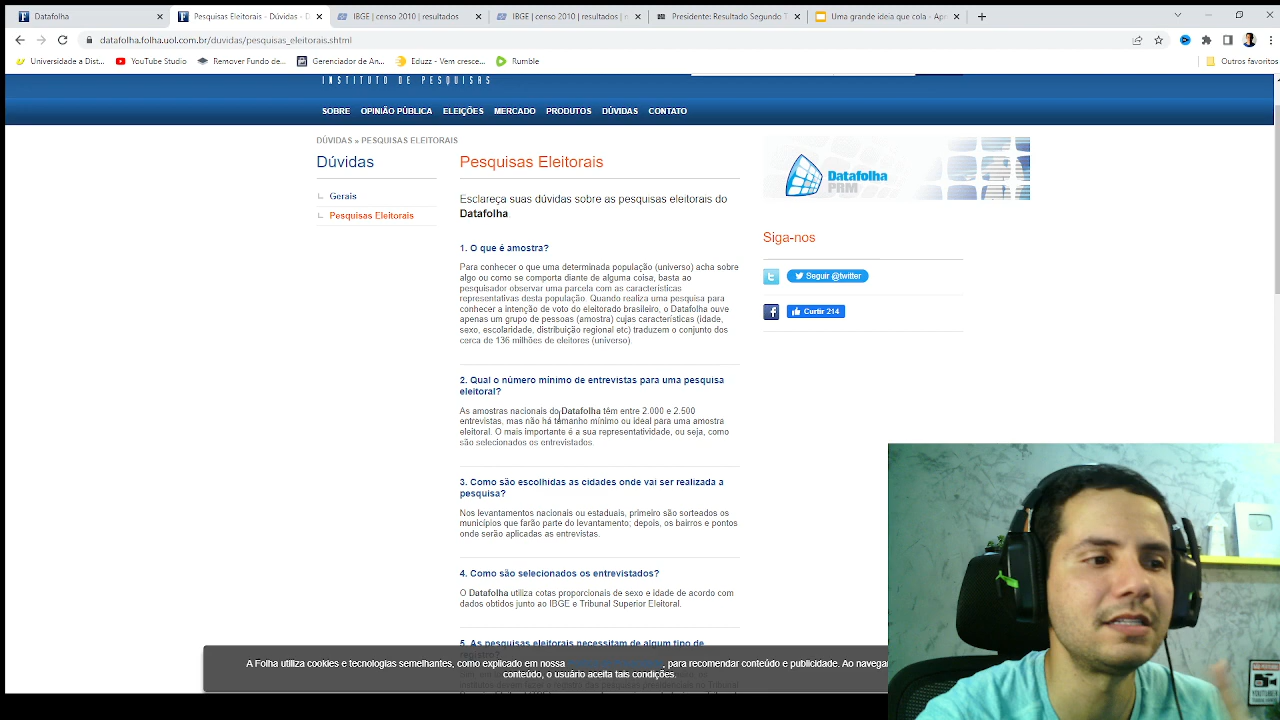 Datafolha
Pesquisas Eleitorais - Dúvidas - D
IBGE | censo 2010 | resultados
IBGE | censo 2010 | resultados | n
Presidente: Resultado Segundo T
Uma grande ideia que cola - Apr
datafolha.folha.uol.com.br/duvidas/pesquisas_eleitorais.shtml
Universidade a Dist...
YouTube Studio
Remover Fundo de...
Gerenciador de An...
Eduzz - Vem cresce...
Rumble
Outros favoritos
INSTITUTO DE PESQUISAS
SOBRE OPINIÃO PÚBLICA ELEIÇÕES MERCADO PRODUTOS DÚVIDAS CONTATO
DÚVIDAS » PESQUISAS ELEITORAIS
Dúvidas
Gerais
Pesquisas Eleitorais
Pesquisas Eleitorais
Esclareça suas dúvidas sobre as pesquisas eleitorais do
Datafolha
1. O que é amostra?
Para conhecer o que uma determinada população (universo) acha sobre
algo ou como se comporta diante de alguma coisa, basta ao
pesquisador observar uma parcela com as características
representativas desta população. Quando realiza uma pesquisa para
conhecer a intenção de voto do eleitorado brasileiro, o Datafolha ouve
apenas um grupo de pessoas (amostra) cujas características (idade,
sexo, escolaridade, distribuição regional etc) traduzem o conjunto dos
cerca de 136 milhões de eleitores (universo).
2. Qual o número mínimo de entrevistas para uma pesquisa
eleitoral?
As amostras nacionais do Datafolha têm entre 2.000 e 2.500
entrevistas, mas não há tamanho mínimo ou ideal para uma amostra
eleitoral. O mais importante é a sua representatividade, ou seja, como
são selecionados os entrevistados.
3. Como são escolhidas as cidades onde vai ser realizada a
pesquisa?
Nos levantamentos nacionais ou estaduais, primeiro são sorteados os
municípios que farão parte do levantamento; depois, os bairros e pontos
onde serão aplicadas as entrevistas.
4. Como são selecionados os entrevistados?
O Datafolha utiliza cotas proporcionais de sexo e idade de acordo com
dados obtidos junto ao IBGE e Tribunal Superior Eleitoral.
5. As pesquisas eleitorais necessitam de algum tipo de
Datafolha
PRM
Siga-nos
Seguir @twitter
Curtir 214
A Folha utiliza cookies e tecnologias semelhantes, como explicado em nossa , para recomendar conteúdo e publicidade. Ao navegar
conteúdo, o usuário aceita tais condições.